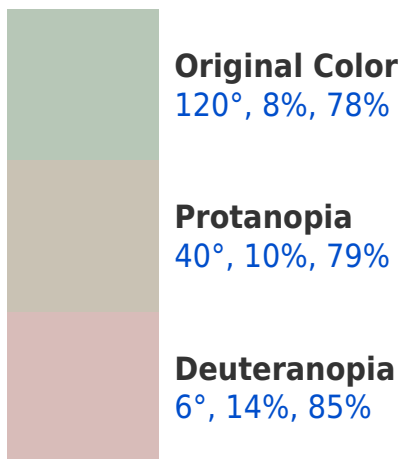 Original Color
120°, 8%, 78%
Protanopia
40°, 10%, 79%
Deuteranopia
6°, 14%, 85%